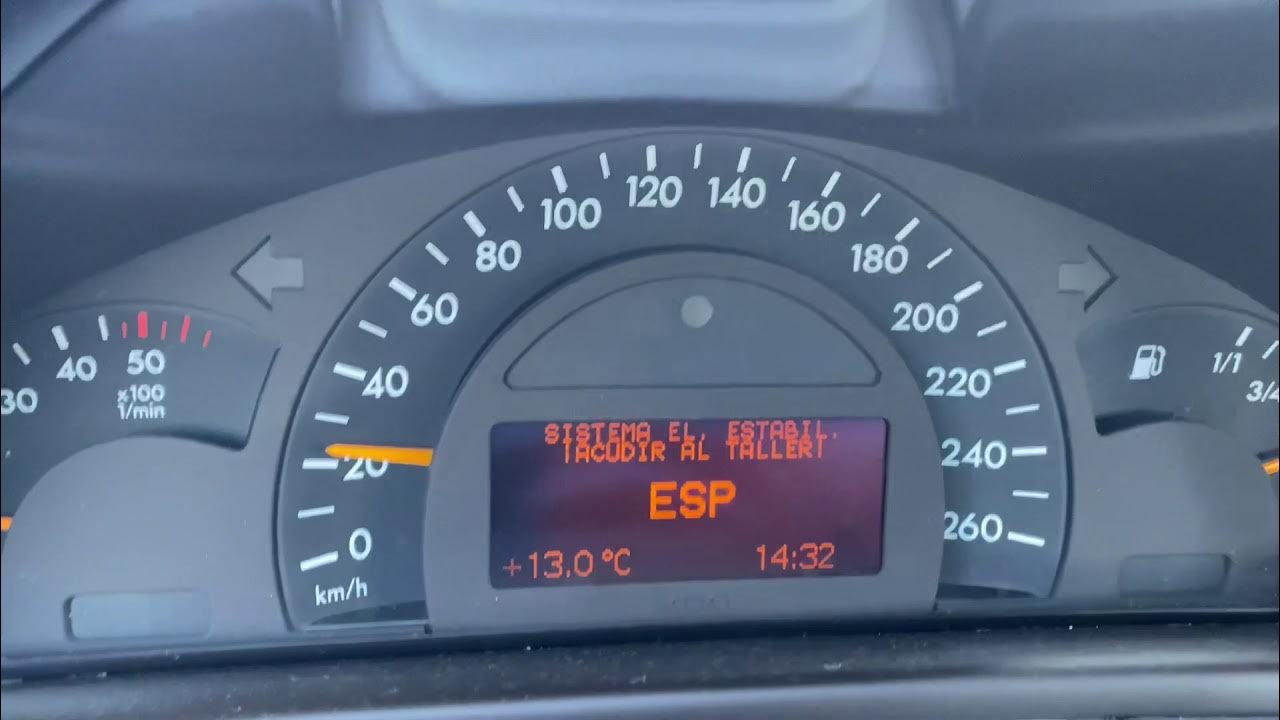 120
140
100
160
80
180
60
200
40
220
20
240
0
260
km/h
30
40
50
x100
1/min
1/1
3/4
SISTEMA EL. ESTABIL.
¡ACUDIR AL TALLER!
ESP
+13.0 °C
14:32